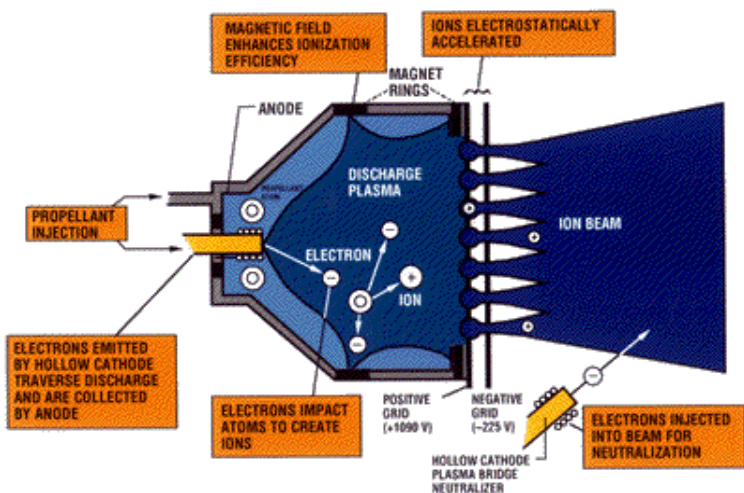 MAGNETIC FIELD
ENHANCES IONIZATION
EFFICIENCY
IONS ELECTROSTATICALLY
ACCELERATED
MAGNET
RINGS
ANODE
PROPELLANT
ATOM
DISCHARGE
PLASMA
PROPELLANT
INJECTION
ELECTRON
ION
ION BEAM
ELECTRONS EMITTED
BY HOLLOW CATHODE
TRAVERSE DISCHARGE
AND ARE COLLECTED
BY ANODE
ELECTRONS IMPACT
ATOMS TO CREATE
IONS
POSITIVE
GRID
(+1090 V)
NEGATIVE
GRID
(–225 V)
HOLLOW CATHODE
PLASMA BRIDGE
NEUTRALIZER
ELECTRONS INJECTED
INTO BEAM FOR
NEUTRALIZATION